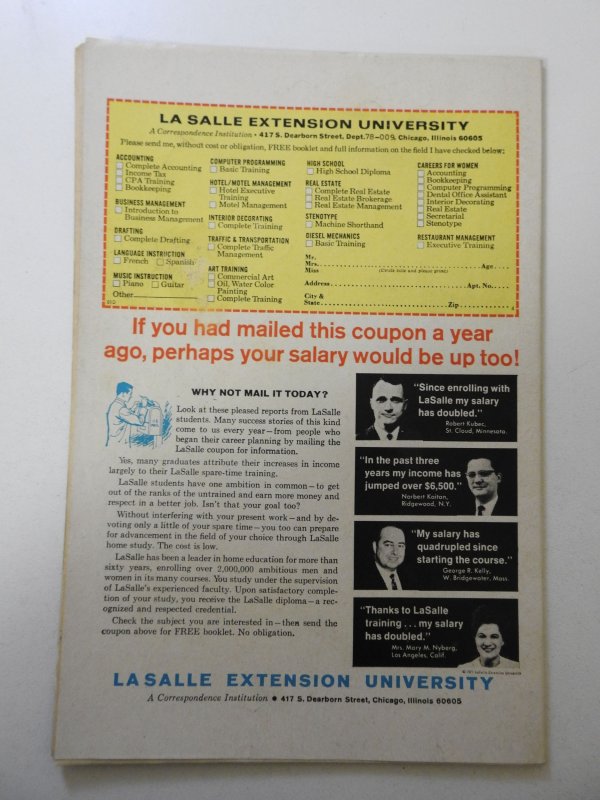 LA SALLE EXTENSION UNIVERSITY
A Correspondence Institution • 417 S. Dearborn Street, Dept. 78-009, Chicago, Illinois 60605
Please send me, without cost or obligation, FREE booklet and full information on the field I have checked below:
ACCOUNTING
Complete Accounting
Income Tax
CPA Training
Bookkeeping
BUSINESS MANAGEMENT
Introduction to
Business Management
DRAFTING
Complete Drafting
LANGUAGE INSTRUCTION
French Spanish
MUSIC INSTRUCTION
Piano Guitar
Other
COMPUTER PROGRAMMING
Basic Training
HOTEL/MOTEL MANAGEMENT
Hotel Executive
Training
Motel Management
INTERIOR DECORATING
Complete Training
TRAFFIC & TRANSPORTATION
Complete Traffic
Management
ART TRAINING
Commercial Art
Oil, Water Color
Painting
Complete Training
HIGH SCHOOL
High School Diploma
REAL ESTATE
Complete Real Estate
Real Estate Brokerage
Real Estate Management
STENOTYPE
Machine Shorthand
DIESEL MECHANICS
Basic Training
CAREERS FOR WOMEN
Accounting
Bookkeeping
Computer Programming
Dental Office Assistant
Interior Decorating
Real Estate
Secretarial
Stenotype
RESTAURANT MANAGEMENT
Executive Training
Mr.
Mrs.
Miss Age
(Circle title and please print)
Address Apt. No.
City &
State Zip
If you had mailed this coupon a year
ago, perhaps your salary would be up too!
WHY NOT MAIL IT TODAY?
Look at these pleased reports from LaSalle
students. Many success stories of this kind
come to us every year—from people who
began their career planning by mailing the
LaSalle coupon for information.
Yes, many graduates attribute their increases in income
largely to their LaSalle spare-time training.
LaSalle students have one ambition in common—to get
out of the ranks of the untrained and earn more money and
respect in a better job. Isn't that your goal too?
Without interfering with your present work—and by de-
voting only a little of your spare time—you too can prepare
for advancement in the field of your choice through LaSalle
home study. The cost is low.
LaSalle has been a leader in home education for more than
sixty years, enrolling over 2,000,000 ambitious men and
women in its many courses. You study under the supervision
of LaSalle's experienced faculty. Upon satisfactory comple-
tion of your study, you receive the LaSalle diploma—a rec-
ognized and respected credential.
Check the subject you are interested in—then send the
coupon above for FREE booklet. No obligation.
"Since enrolling with
LaSalle my salary
has doubled."
Robert Kubec,
St. Cloud, Minnesota.
"In the past three
years my income has
jumped over $6,500."
Norbert Kaitan,
Ridgewood, N.Y.
"My salary has
quadrupled since
starting the course."
George R. Kelly,
W. Bridgewater, Mass.
"Thanks to LaSalle
training ... my salary
has doubled."
Mrs. Mary M. Nyberg,
Los Angeles, Calif.
LASALLE EXTENSION UNIVERSITY
A Correspondence Institution • 417 S. Dearborn Street, Chicago, Illinois 60605